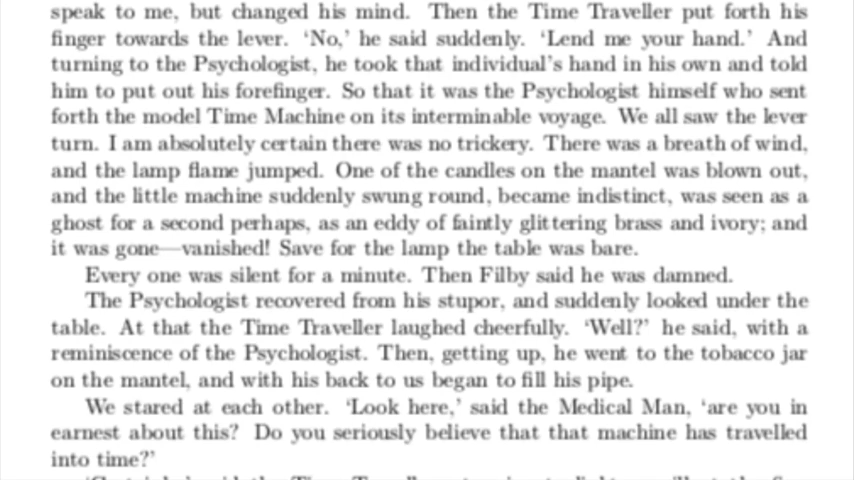 speak to me, but changed his mind. Then the Time Traveller put forth his
finger towards the lever. ‘No,’ he said suddenly. ‘Lend me your hand.’ And
turning to the Psychologist, he took that individual’s hand in his own and told
him to put out his forefinger. So that it was the Psychologist himself who sent
forth the model Time Machine on its interminable voyage. We all saw the lever
turn. I am absolutely certain there was no trickery. There was a breath of wind,
and the lamp flame jumped. One of the candles on the mantel was blown out,
and the little machine suddenly swung round, became indistinct, was seen as a
ghost for a second perhaps, as an eddy of faintly glittering brass and ivory; and
it was gone—vanished! Save for the lamp the table was bare.
Every one was silent for a minute. Then Filby said he was damned.
The Psychologist recovered from his stupor, and suddenly looked under the
table. At that the Time Traveller laughed cheerfully. ‘Well?’ he said, with a
reminiscence of the Psychologist. Then, getting up, he went to the tobacco jar
on the mantel, and with his back to us began to fill his pipe.
We stared at each other. ‘Look here,’ said the Medical Man, ‘are you in
earnest about this? Do you seriously believe that that machine has travelled
into time?’